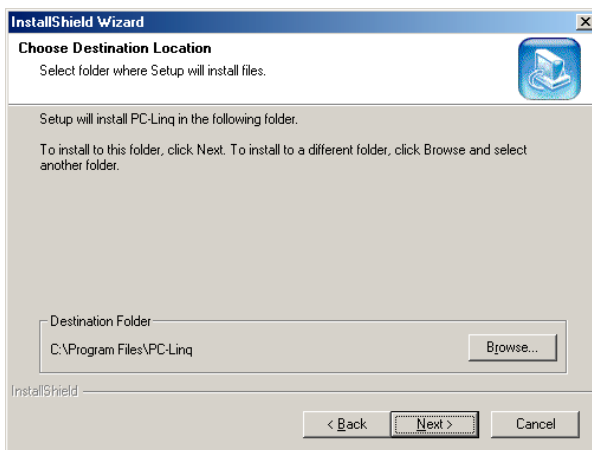 InstallShield Wizard
Choose Destination Location
Select folder where Setup will install files.
Setup will install PC-Linq in the following folder.
To install to this folder, click Next. To install to a different folder, click Browse and select
another folder.
Destination Folder
C:\Program Files\PC-Linq
Browse...
InstallShield
< Back
Next >
Cancel